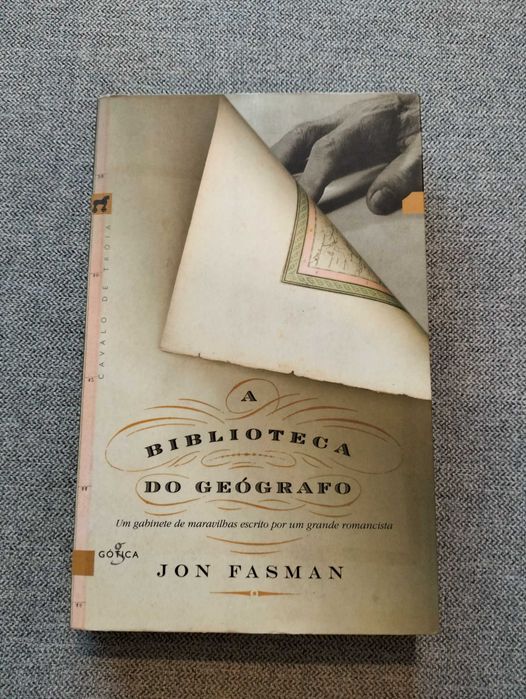 CAVALO DE TRÓIA
A
BIBLIOTECA
DO GEÓGRAFO
Um gabinete de maravilhas escrito por um grande romancista
GÓTICA
JON FASMAN